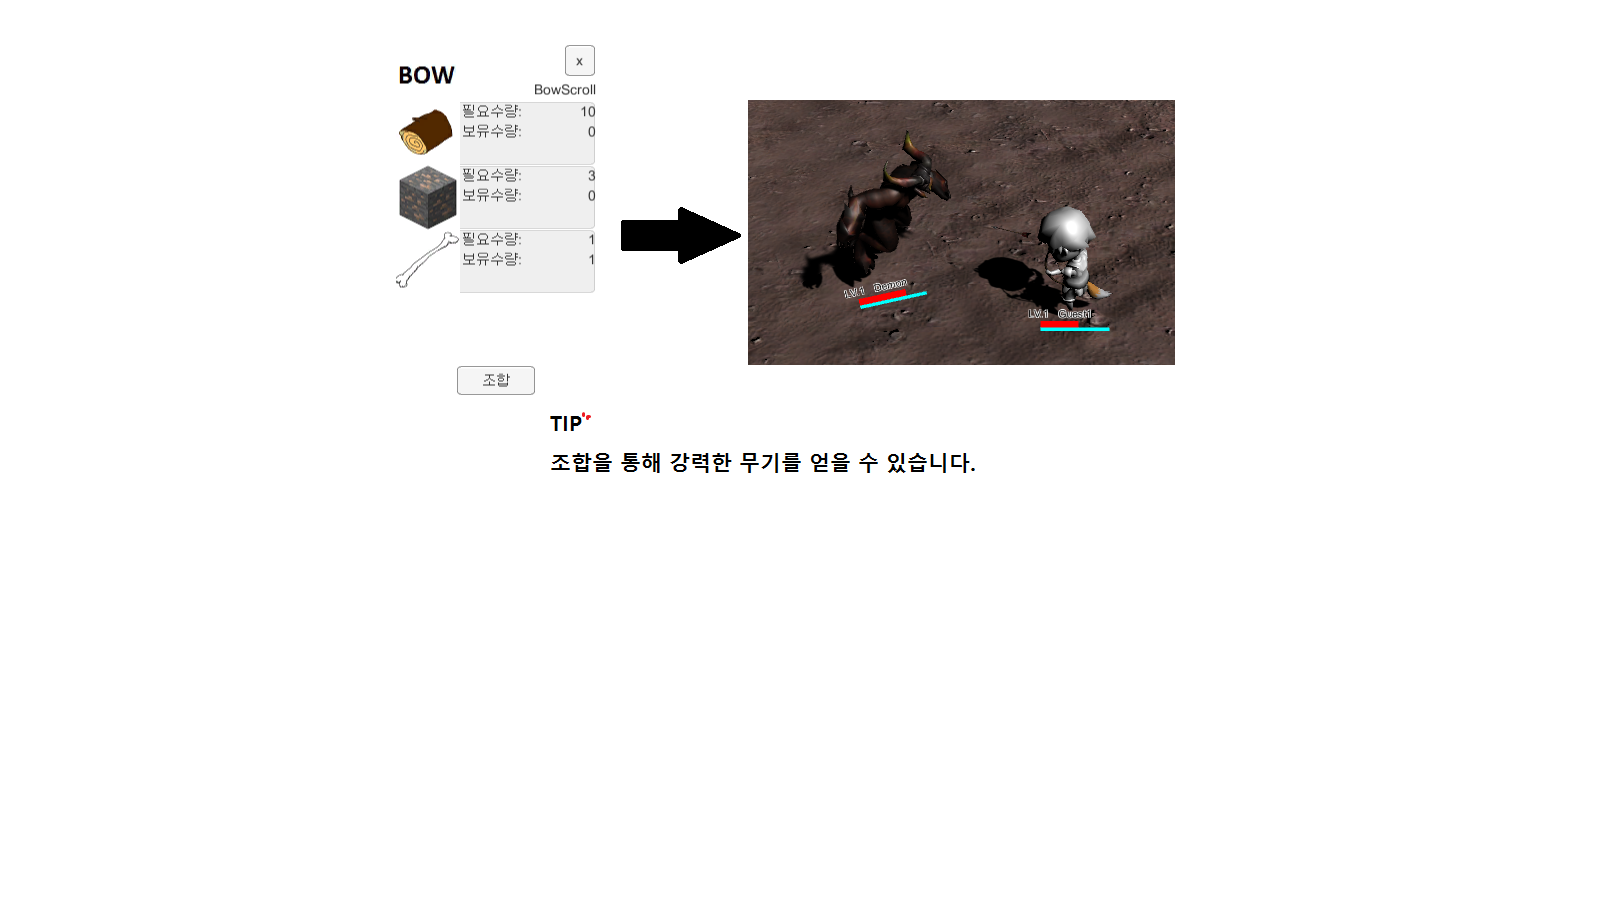 x
BOW
BowScroll
필요수량: 10
보유수량: 0
필요수량: 3
보유수량: 0
필요수량: 1
보유수량: 1
LV.1 Demon
LV.1 Guest1
조합
TIP
조합을 통해 강력한 무기를 얻을 수 있습니다.